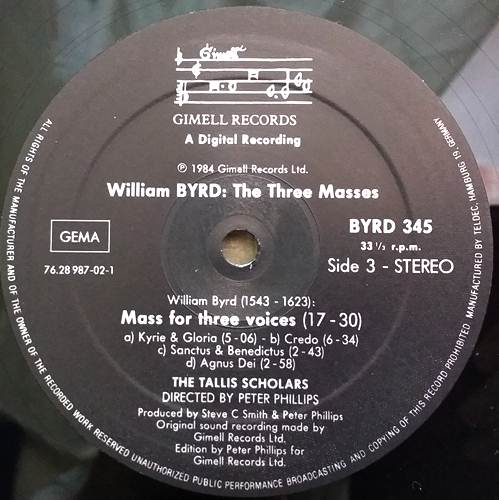 Gimell
GIMELL RECORDS
A Digital Recording
℗ 1984 Gimell Records Ltd.
William BYRD: The Three Masses
GEMA
76.28 987-02-1
BYRD 345
33 1/3 r.p.m.
Side 3 - STEREO
William Byrd (1543 - 1623):
Mass for three voices (17 - 30)
a) Kyrie & Gloria (5 - 06) - b) Credo (6 - 34)
c) Sanctus & Benedictus (2 - 43)
d) Agnus Dei (2 - 58)
THE TALLIS SCHOLARS
DIRECTED BY PETER PHILLIPS
Produced by Steve C Smith & Peter Phillips
Original sound recording made by
Gimell Records Ltd.
Edition by Peter Phillips for
Gimell Records Ltd.
ALL RIGHTS OF THE MANUFACTURER AND OF THE OWNER OF THE RECORDED WORK RESERVED UNAUTHORIZED PUBLIC PERFORMANCE BROADCASTING AND COPYING OF THIS RECORD PROHIBITED MANUFACTURED BY TELDEC, HAMBURG 19, GERMANY